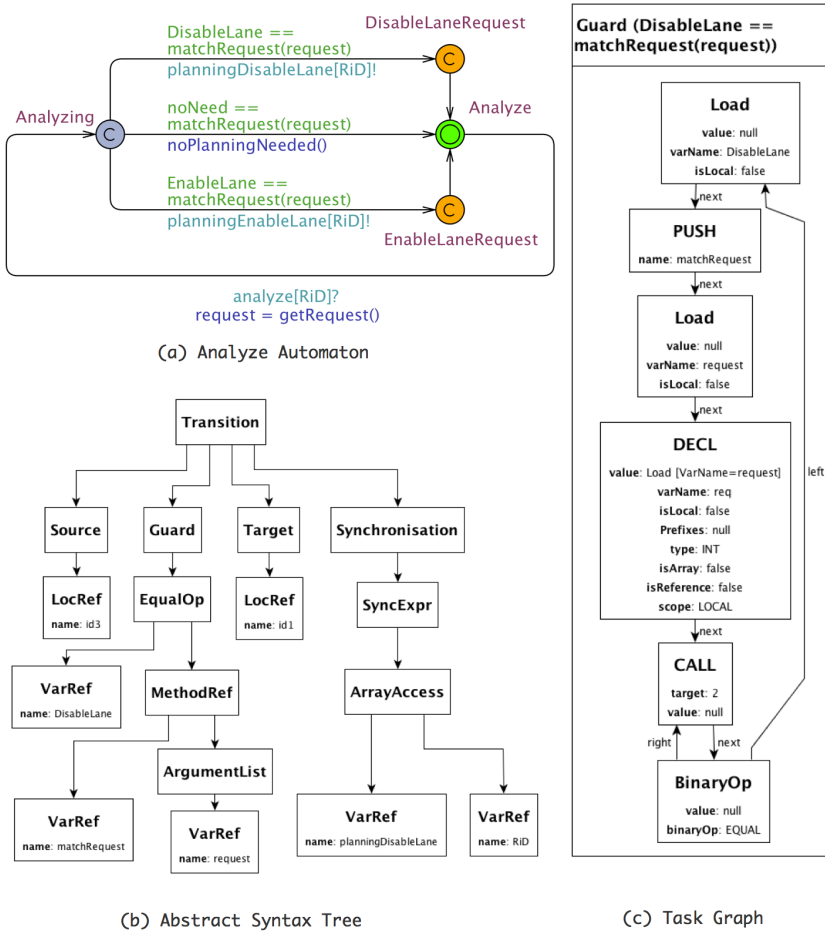 DisableLane ==
matchRequest(request)
planningDisableLane[RiD]!
DisableLaneRequest
C
Analyzing
C
noNeed ==
matchRequest(request)
noPlanningNeeded()
Analyze
EnableLane ==
matchRequest(request)
planningEnableLane[RiD]!
C
EnableLaneRequest
analyze[RiD]?
request = getRequest()
(a) Analyze Automaton
Transition
Source
Guard
Target
Synchronisation
LocRef
name: id3
EqualOp
LocRef
name: id1
SyncExpr
VarRef
name: DisableLane
MethodRef
ArrayAccess
ArgumentList
VarRef
name: matchRequest
VarRef
name: request
VarRef
name: planningDisableLane
VarRef
name: RiD
(b) Abstract Syntax Tree
Guard (DisableLane ==
matchRequest(request))
Load
value: null
varName: DisableLane
isLocal: false
next
PUSH
name: matchRequest
next
Load
value: null
varName: request
isLocal: false
next
DECL
value: Load [VarName=request]
varName: req
isLocal: false
Prefixes: null
type: INT
isArray: false
isReference: false
scope: LOCAL
left
next
CALL
target: 2
value: null
right
next
BinaryOp
value: null
binaryOp: EQUAL
(c) Task Graph